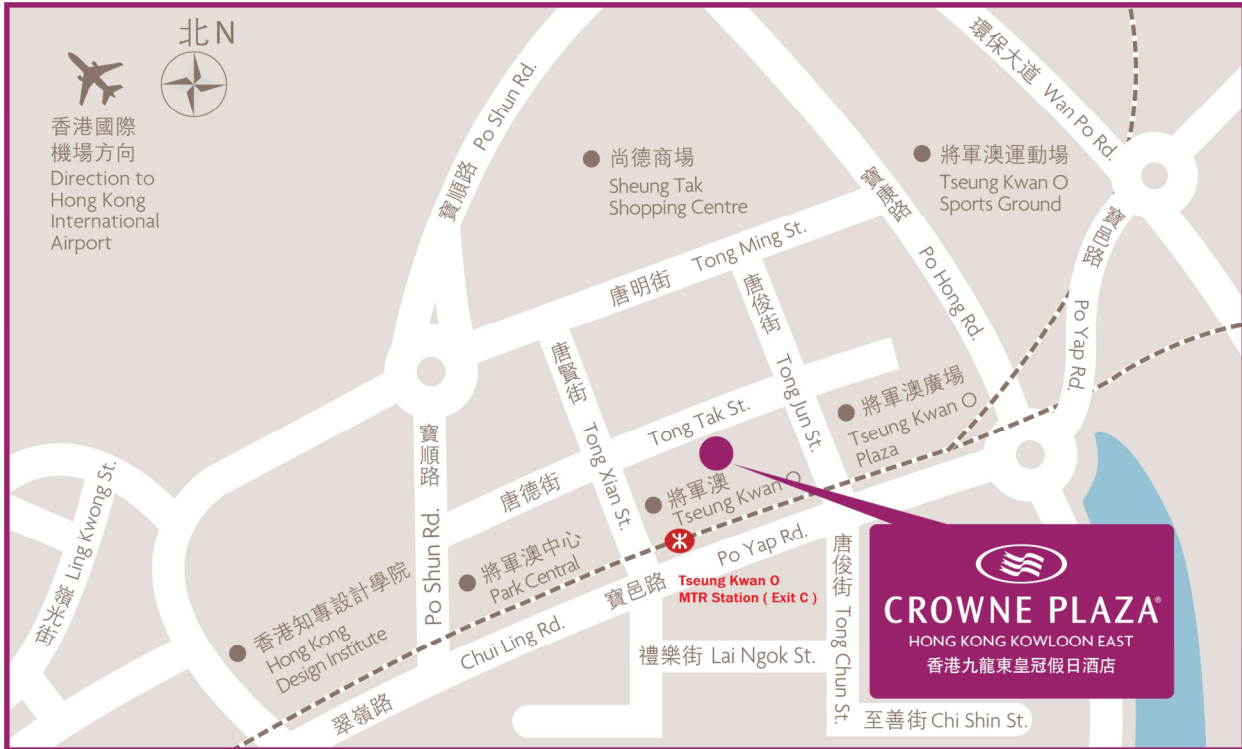 北 N
香港國際
機場方向
Direction to
Hong Kong
International
Airport
寶順路 Po Shun Rd.
尚德商場
Sheung Tak
Shopping Centre
環保大道 Wan Po Rd.
將軍澳運動場
Tseung Kwan O
Sports Ground
寶康路 Po Hong Rd.
唐明街 Tong Ming St.
寶邑路 Po Yap Rd.
唐俊街 Tong Jun St.
唐賢街 Tong Xian St.
將軍澳廣場
Tseung Kwan O
Plaza
唐德街 Tong Tak St.
寶順路 Po Shun Rd.
嶺光街 Ling Kwong St.
將軍澳
Tseung Kwan O
將軍澳中心
Park Central
香港知專設計學院
Hong Kong
Design Institute
Tseung Kwan O
MTR Station ( Exit C )
寶邑路 Po Yap Rd.
翠嶺路 Chui Ling Rd.
唐俊街 Tong Chun St.
禮樂街 Lai Ngok St.
至善街 Chi Shin St.
CROWNE PLAZA®
HONG KONG KOWLOON EAST
香港九龍東皇冠假日酒店